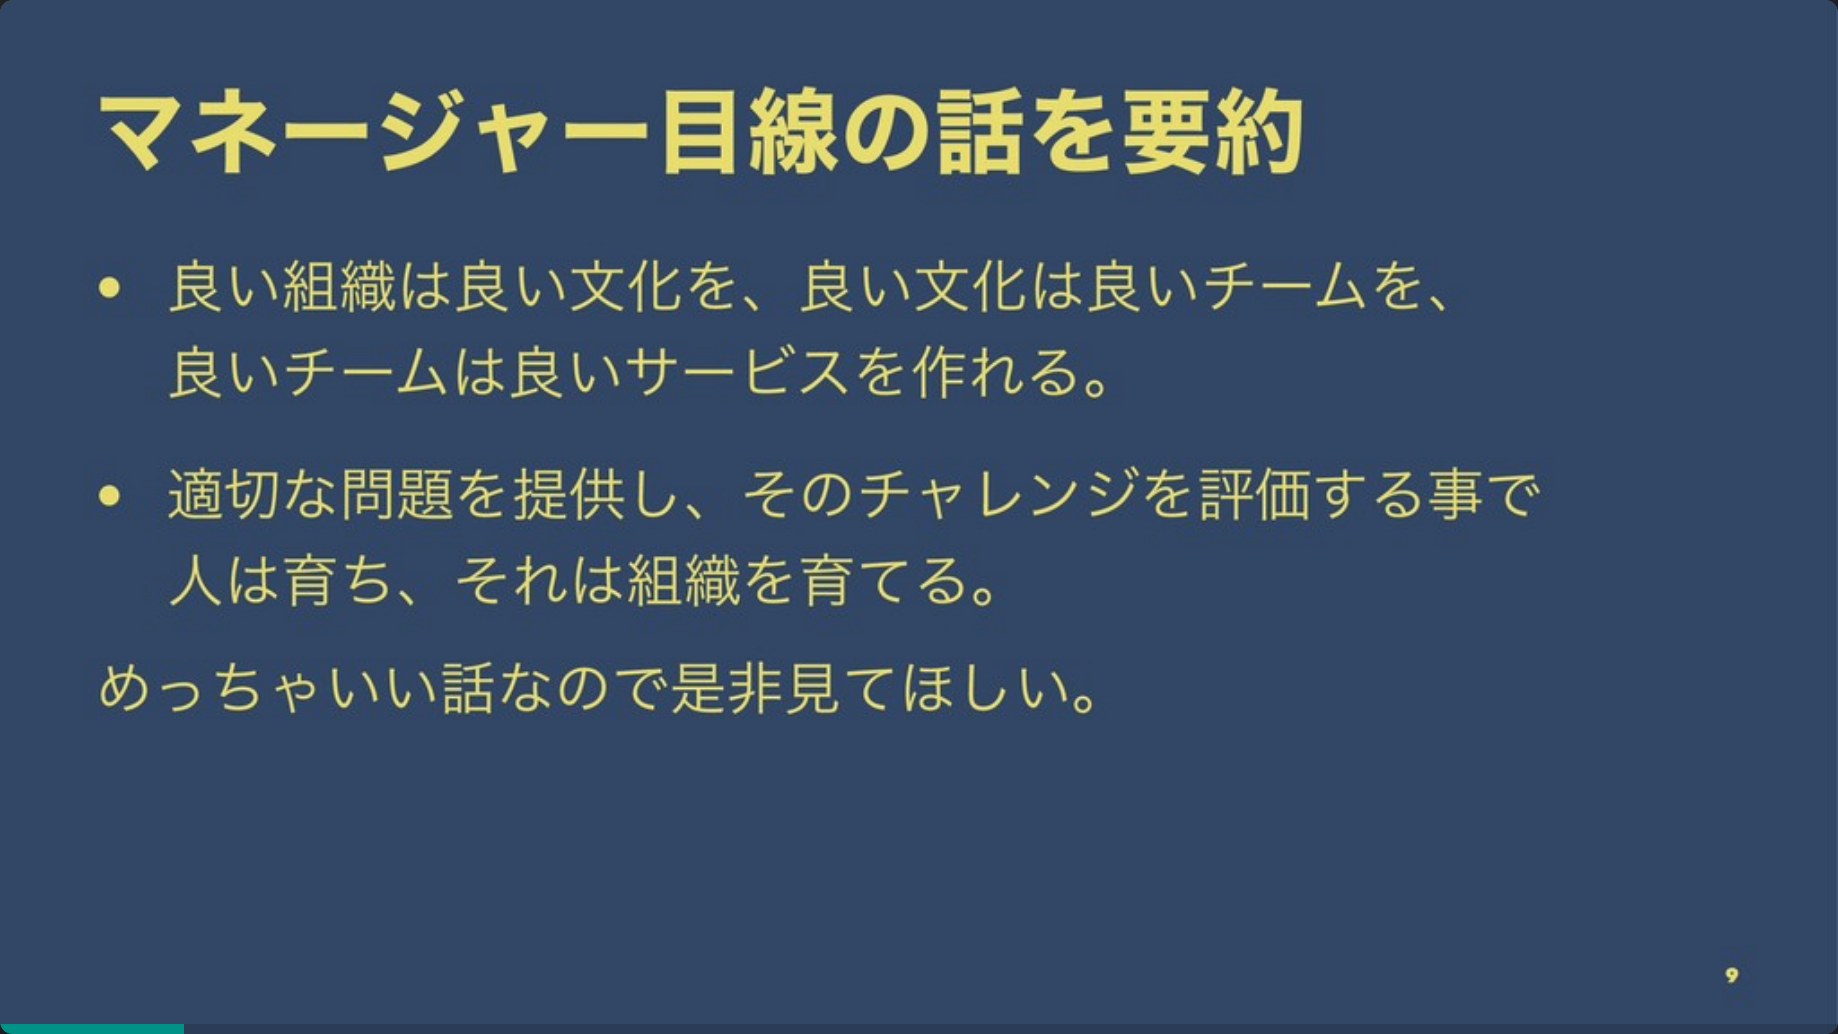 マネージャー目線の話を要約
• 良い組織は良い文化を、良い文化は良いチームを、
良いチームは良いサービスを作れる。
• 適切な問題を提供し、そのチャレンジを評価する事で
人は育ち、それは組織を育てる。
めっちゃいい話なので是非見てほしい。
9